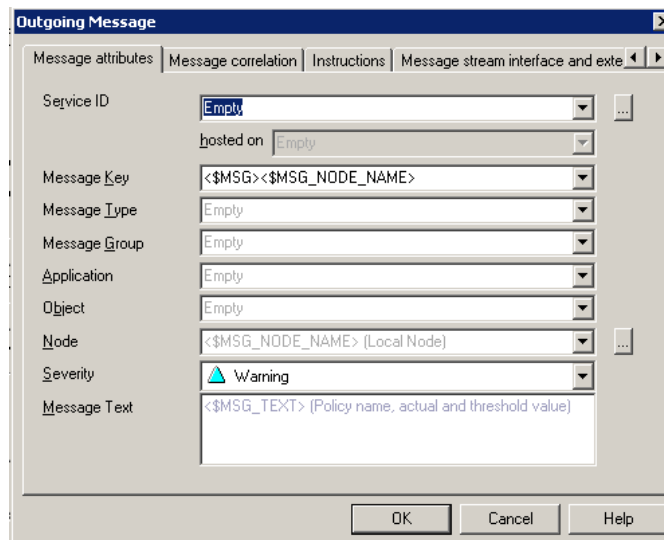 Outgoing Message
Message attributes Message correlation Instructions Message stream interface and exte
Service ID Empty ...
hosted on Empty
Message Key <$MSG><$MSG_NODE_NAME>
Message Type Empty
Message Group Empty
Application Empty
Object Empty
Node <$MSG_NODE_NAME> (Local Node) ...
Severity Warning
Message Text <$MSG_TEXT> (Policy name, actual and threshold value)
OK Cancel Help